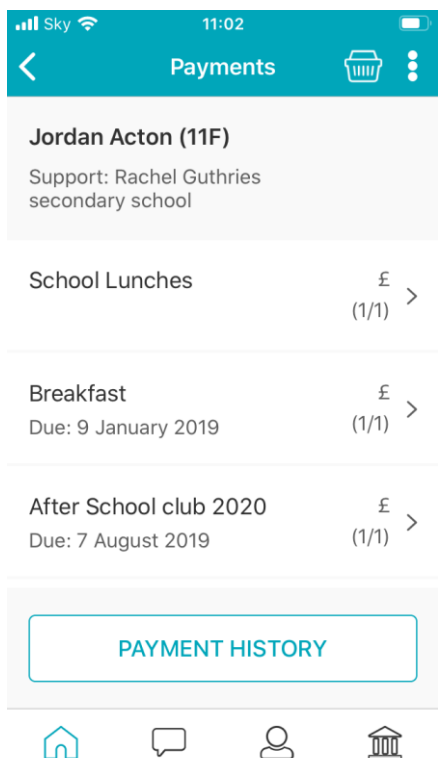 Sky 11:02
Payments
Jordan Acton (11F)
Support: Rachel Guthries
secondary school
School Lunches £
(1/1)
Breakfast £
Due: 9 January 2019 (1/1)
After School club 2020 £
Due: 7 August 2019 (1/1)
PAYMENT HISTORY